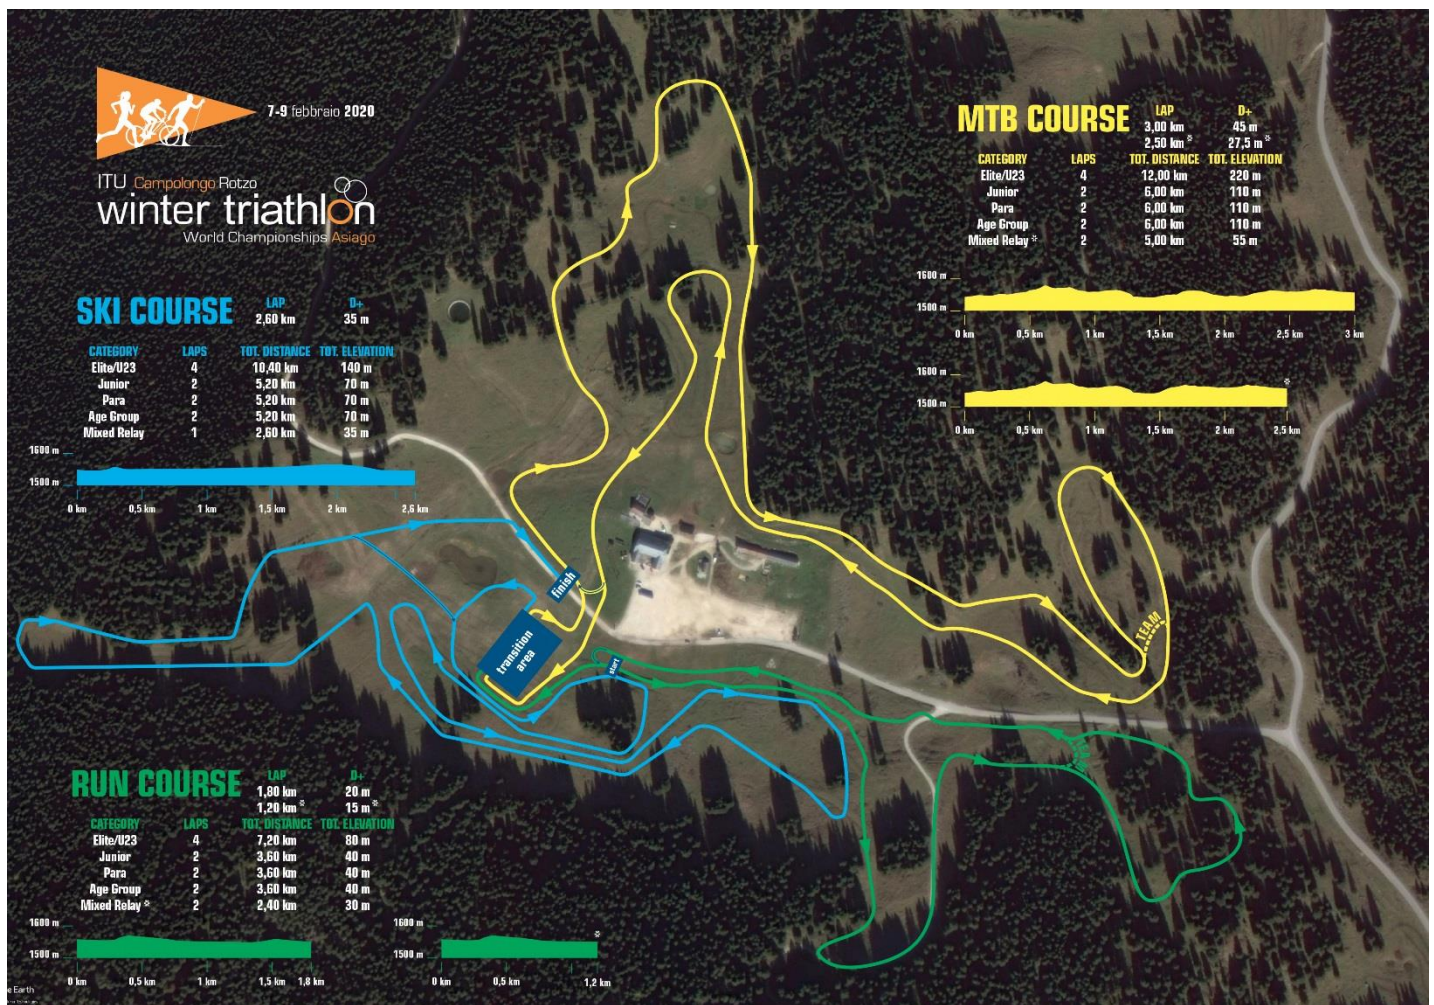 7-9 febbraio 2020
ITU Campolongo Rotzo
winter triathlon
World Championships Asiago
MTB COURSE LAP D+
3,00 km 45 m
2,50 km * 27,5 m *
CATEGORY LAPS TOT. DISTANCE TOT. ELEVATION
Elite/U23 4 12,00 km 220 m
Junior 2 6,00 km 110 m
Para 2 6,00 km 110 m
Age Group 2 6,00 km 110 m
Mixed Relay * 2 5,00 km 55 m
1600 m
1500 m
0 km 0,5 km 1 km 1,5 km 2 km 2,5 km 3 km
1600 m
*
1500 m
0 km 0,5 km 1 km 1,5 km 2 km 2,5 km
SKI COURSE LAP D+
2,60 km 35 m
CATEGORY LAPS TOT. DISTANCE TOT. ELEVATION
Elite/U23 4 10,40 km 140 m
Junior 2 5,20 km 70 m
Para 2 5,20 km 70 m
Age Group 2 5,20 km 70 m
Mixed Relay 1 2,60 km 35 m
1600 m
1500 m
0 km 0,5 km 1 km 1,5 km 2 km 2,6 km
finish
transition
area
start
TEAM
RUN COURSE LAP D+
1,80 km 20 m
1,20 km * 15 m *
CATEGORY LAPS TOT. DISTANCE TOT. ELEVATION
Elite/U23 4 7,20 km 80 m
Junior 2 3,60 km 40 m
Para 2 3,60 km 40 m
Age Group 2 3,60 km 40 m
Mixed Relay * 2 2,40 km 30 m
1600 m
1500 m
0 km 0,5 km 1 km 1,5 km 1,8 km
1600 m
*
1500 m
0 km 0,5 km 1,2 km
e Earth